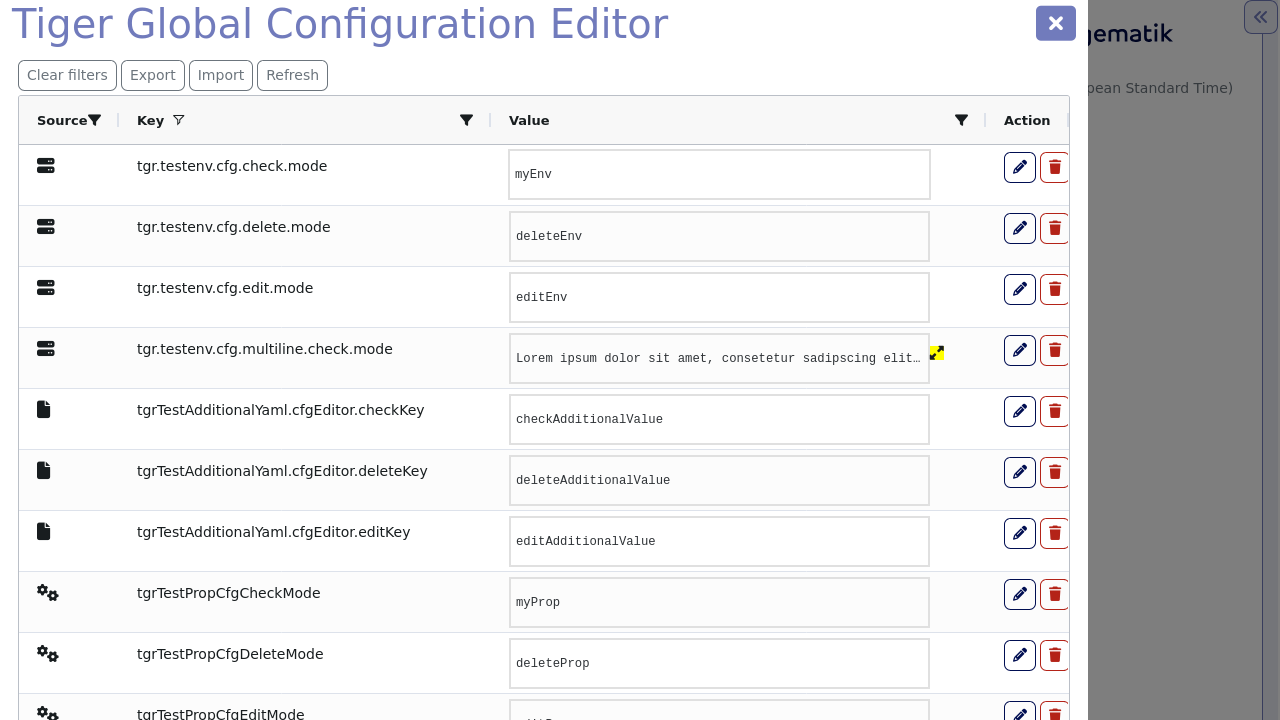 Tiger Global Configuration Editor
gematik
Clear filters Export Import Refresh
pean Standard Time)
Source Key Value Action
tgr.testenv.cfg.check.mode myEnv
tgr.testenv.cfg.delete.mode deleteEnv
tgr.testenv.cfg.edit.mode editEnv
tgr.testenv.cfg.multiline.check.mode Lorem ipsum dolor sit amet, consetetur sadipscing elit…
tgrTestAdditionalYaml.cfgEditor.checkKey checkAdditionalValue
tgrTestAdditionalYaml.cfgEditor.deleteKey deleteAdditionalValue
tgrTestAdditionalYaml.cfgEditor.editKey editAdditionalValue
tgrTestPropCfgCheckMode myProp
tgrTestPropCfgDeleteMode deleteProp
tgrTestPropCfgEditMode